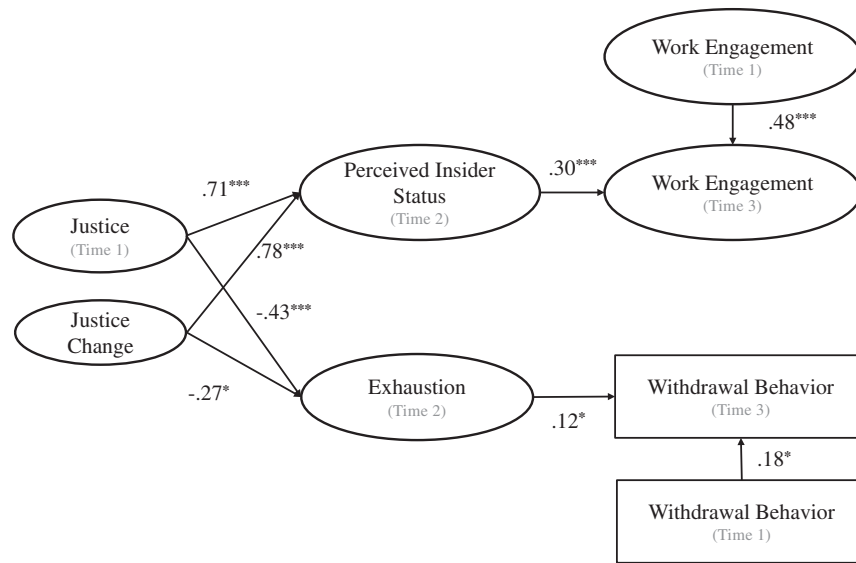 Work Engagement
(Time 1)
.48***
.71***
Perceived Insider
Status
(Time 2)
.30***
Work Engagement
(Time 3)
Justice
(Time 1)
.78***
-.43***
Justice
Change
-.27*
Exhaustion
(Time 2)
.12*
Withdrawal Behavior
(Time 3)
.18*
Withdrawal Behavior
(Time 1)